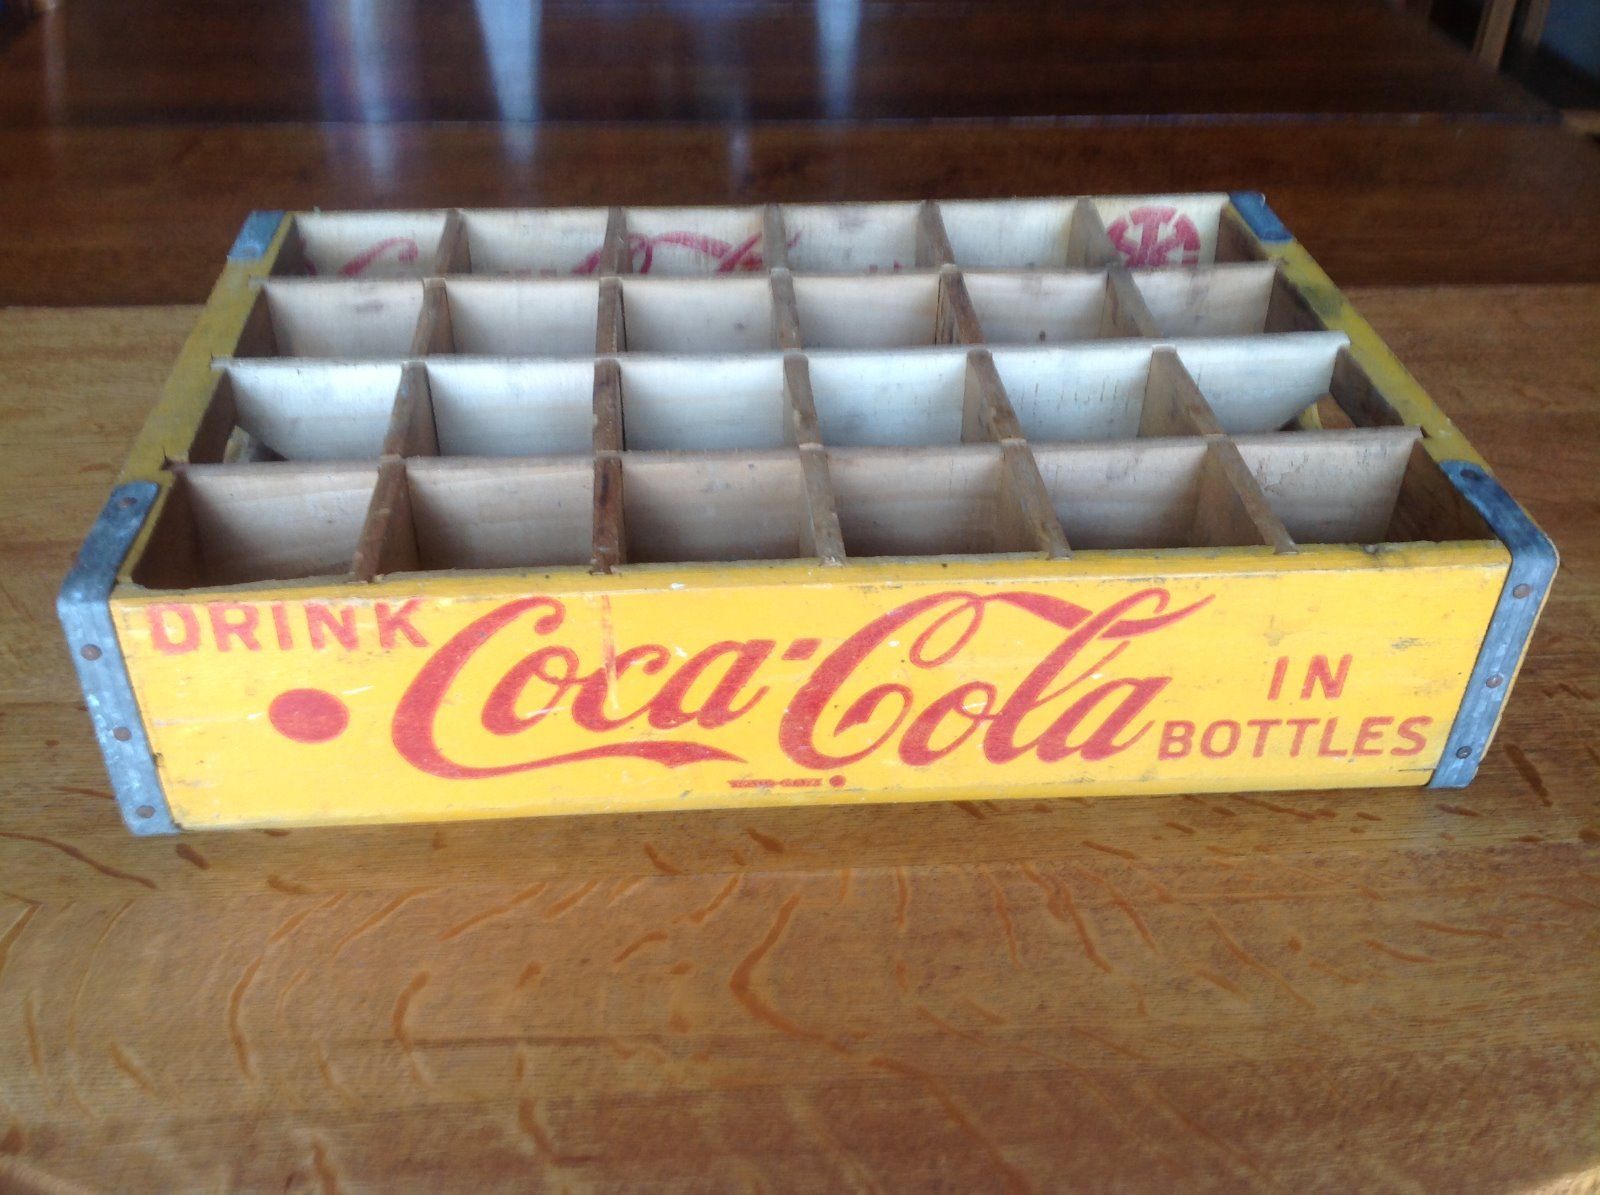 DRINK
Coca-Cola
IN
BOTTLES